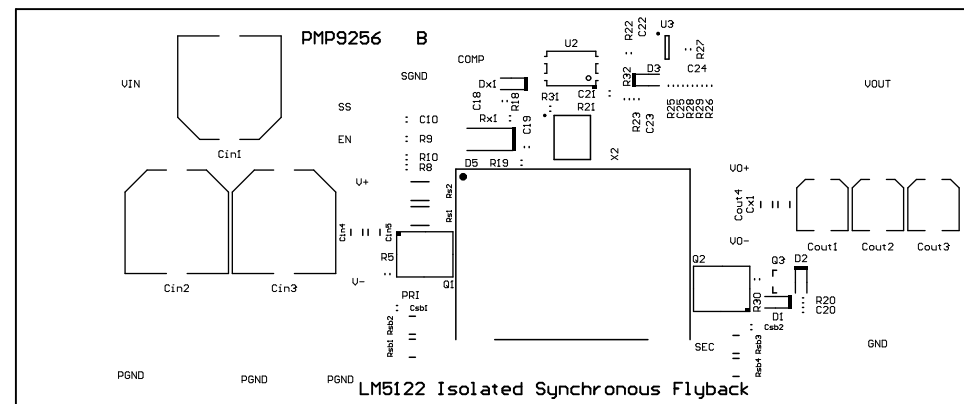 PMP9256 B
VIN
Cin1
COMP
SGND
SS
EN
C10
R9
R10
R8
V+
V-
Cin2
Cin3
Cin4
Cin5
R5
Rs2
Rs1
Q1
PRI
Csb1
Rsb2
Rsb1
PGND
PGND
PGND
Dx1
C18
R18
Rx1
C19
D5
R19
U2
R31
C21
R21
X2
R22
C22
U3
R27
R32
D3
C24
R23
C23
R25
C25
R28
R29
R26
VOUT
VO+
Cout4
Cx1
VO-
Cout1
Cout2
Cout3
Q2
Q3
D2
R30
D1
R20
C20
Csb2
Rsb3
Rsb4
SEC
GND
LM5122 Isolated Synchronous Flyback